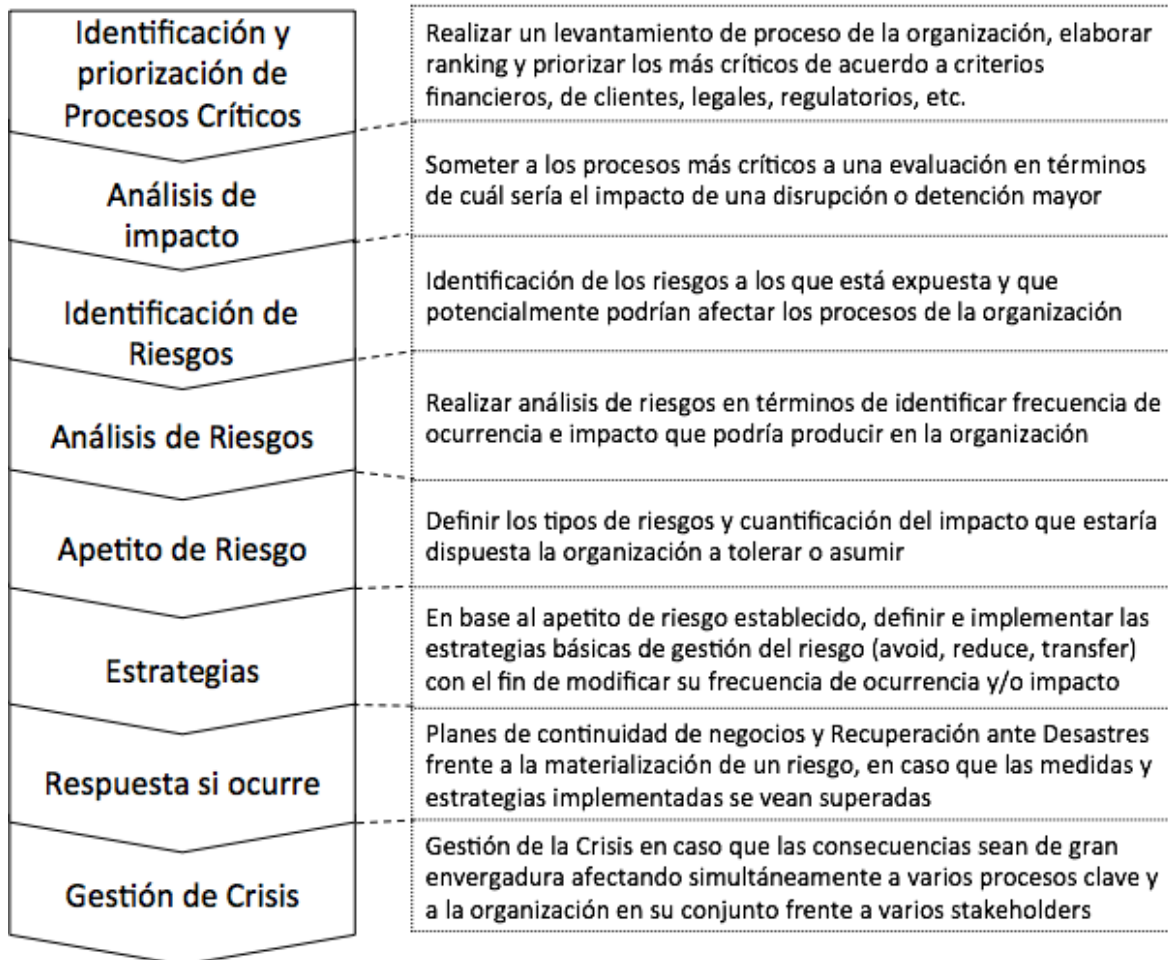 Identificación y
priorización de
Procesos Críticos
Realizar un levantamiento de proceso de la organización, elaborar
ranking y priorizar los más críticos de acuerdo a criterios
financieros, de clientes, legales, regulatorios, etc.
Análisis de
impacto
Someter a los procesos más críticos a una evaluación en términos
de cuál sería el impacto de una disrupción o detención mayor
Identificación de
Riesgos
Identificación de los riesgos a los que está expuesta y que
potencialmente podrían afectar los procesos de la organización
Análisis de Riesgos
Realizar análisis de riesgos en términos de identificar frecuencia de
ocurrencia e impacto que podría producir en la organización
Apetito de Riesgo
Definir los tipos de riesgos y cuantificación del impacto que estaría
dispuesta la organización a tolerar o asumir
Estrategias
En base al apetito de riesgo establecido, definir e implementar las
estrategias básicas de gestión del riesgo (avoid, reduce, transfer)
con el fin de modificar su frecuencia de ocurrencia y/o impacto
Respuesta si ocurre
Planes de continuidad de negocios y Recuperación ante Desastres
frente a la materialización de un riesgo, en caso que las medidas y
estrategias implementadas se vean superadas
Gestión de Crisis
Gestión de la Crisis en caso que las consecuencias sean de gran
envergadura afectando simultáneamente a varios procesos clave y
a la organización en su conjunto frente a varios stakeholders